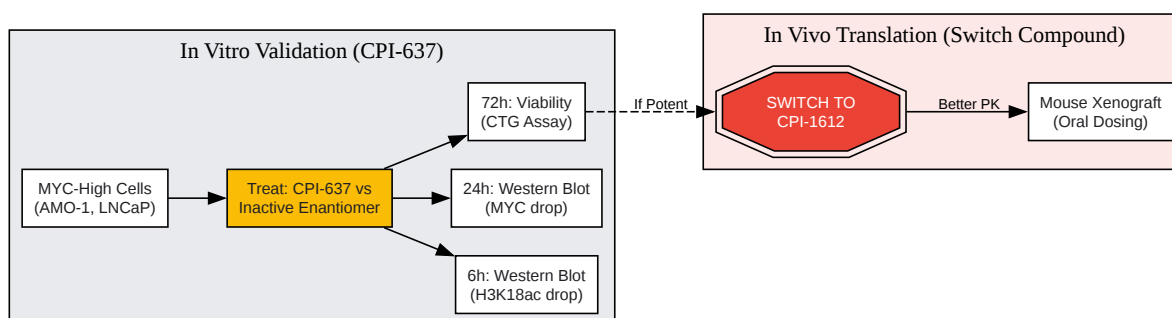 In Vitro Validation (CPI-637)
MYC-High Cells
(AMO-1, LNCaP)
Treat: CPI-637 vs
Inactive Enantiomer
72h: Viability
(CTG Assay)
24h: Western Blot
(MYC drop)
6h: Western Blot
(H3K18ac drop)
If Potent
In Vivo Translation (Switch Compound)
SWITCH TO
CPI-1612
Better PK
Mouse Xenograft
(Oral Dosing)